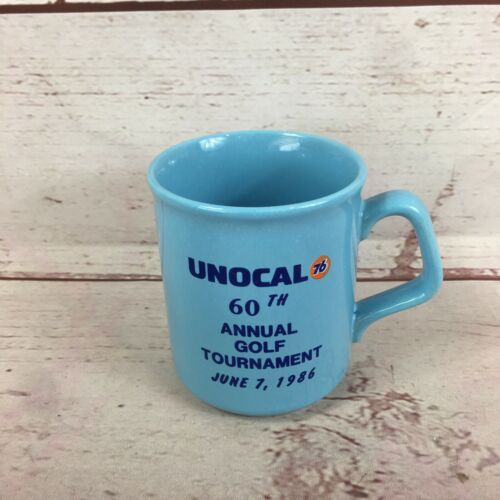 UNOCAL 76
60TH
ANNUAL
GOLF
TOURNAMENT
JUNE 7, 1986